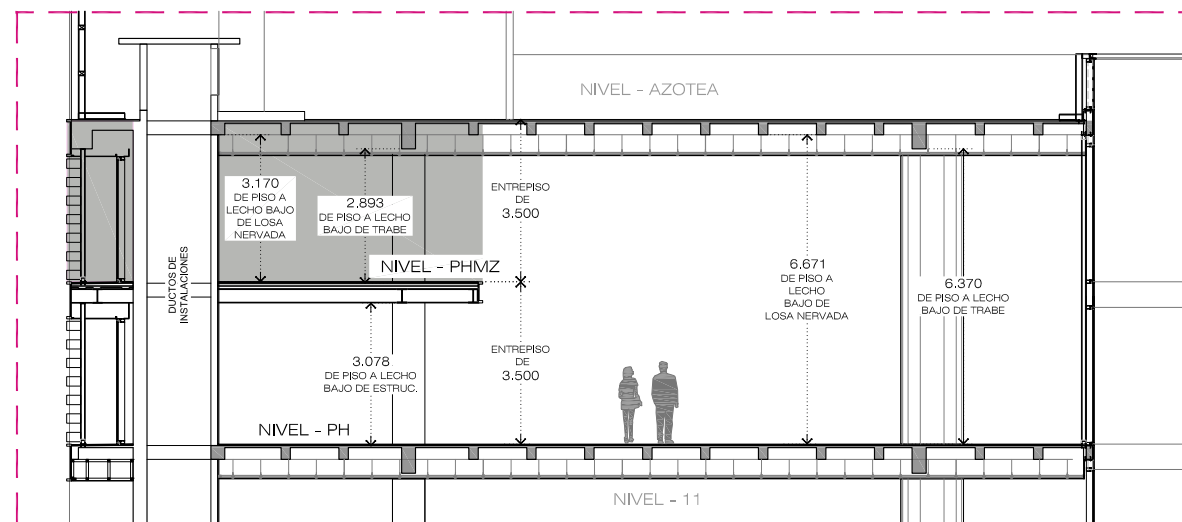 NIVEL - AZOTEA
3.170
DE PISO A
LECHO BAJO
DE LOSA
NERVADA
2.893
DE PISO A LECHO
BAJO DE TRABE
ENTREPISO
DE
3.500
NIVEL - PHMZ
DUCTOS DE
INSTALACIONES
6.671
DE PISO A
LECHO
BAJO DE
LOSA NERVADA
6.370
DE PISO A LECHO
BAJO DE TRABE
3.078
DE PISO A LECHO
BAJO DE ESTRUC.
ENTREPISO
DE
3.500
NIVEL - PH
NIVEL - 11